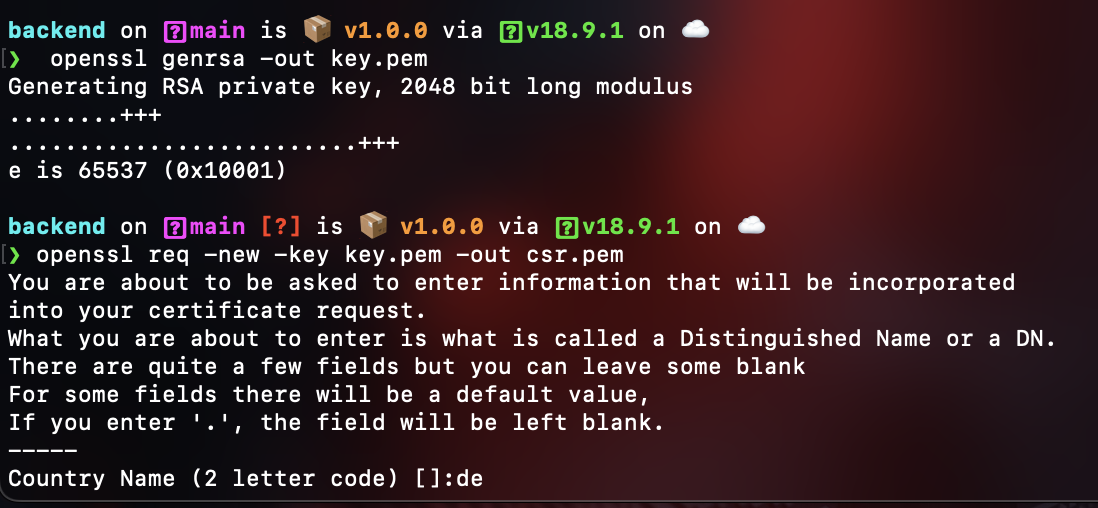 backend on ?main is 📦 v1.0.0 via ?v18.9.1 on ☁️
❯ openssl genrsa -out key.pem
Generating RSA private key, 2048 bit long modulus
........+++
.........................+++
e is 65537 (0x10001)
backend on ?main [?] is 📦 v1.0.0 via ?v18.9.1 on ☁️
❯ openssl req -new -key key.pem -out csr.pem
You are about to be asked to enter information that will be incorporated
into your certificate request.
What you are about to enter is what is called a Distinguished Name or a DN.
There are quite a few fields but you can leave some blank
For some fields there will be a default value,
If you enter '.', the field will be left blank.
-----
Country Name (2 letter code) []:de